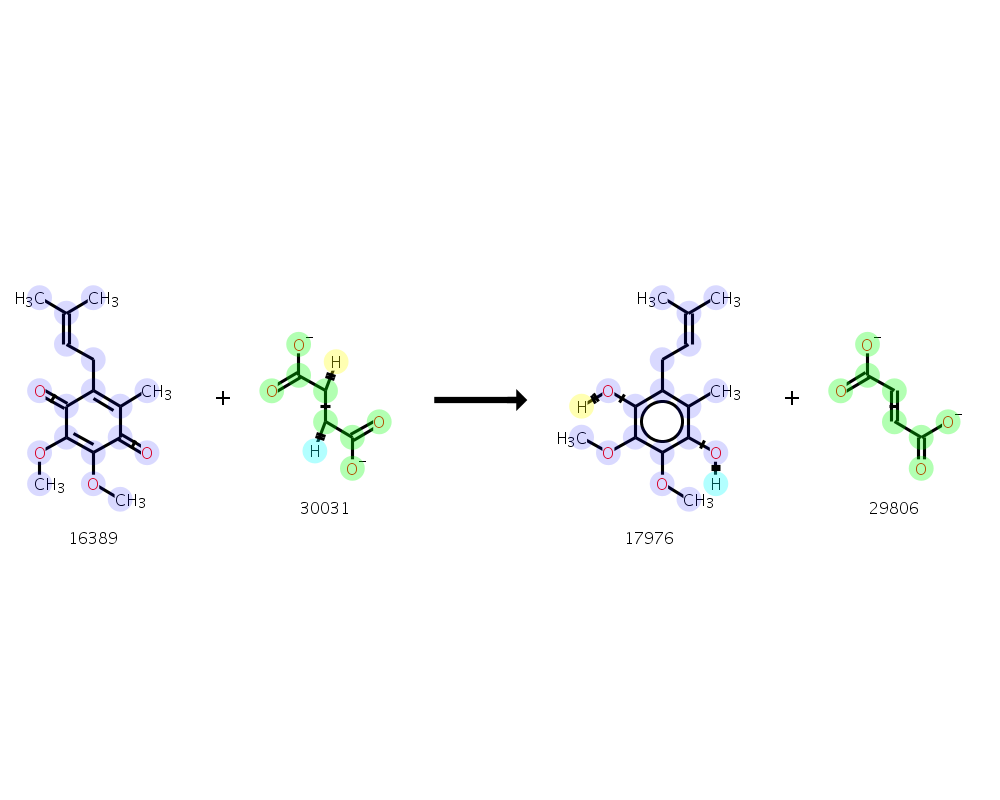 H3C CH3 H3C CH3
O− H O−
H
O CH3 + O O H O CH3 + O O−
H3C
O O H O− O O O
CH3 O CH3 O H CH3
30031 29806
16389 17976